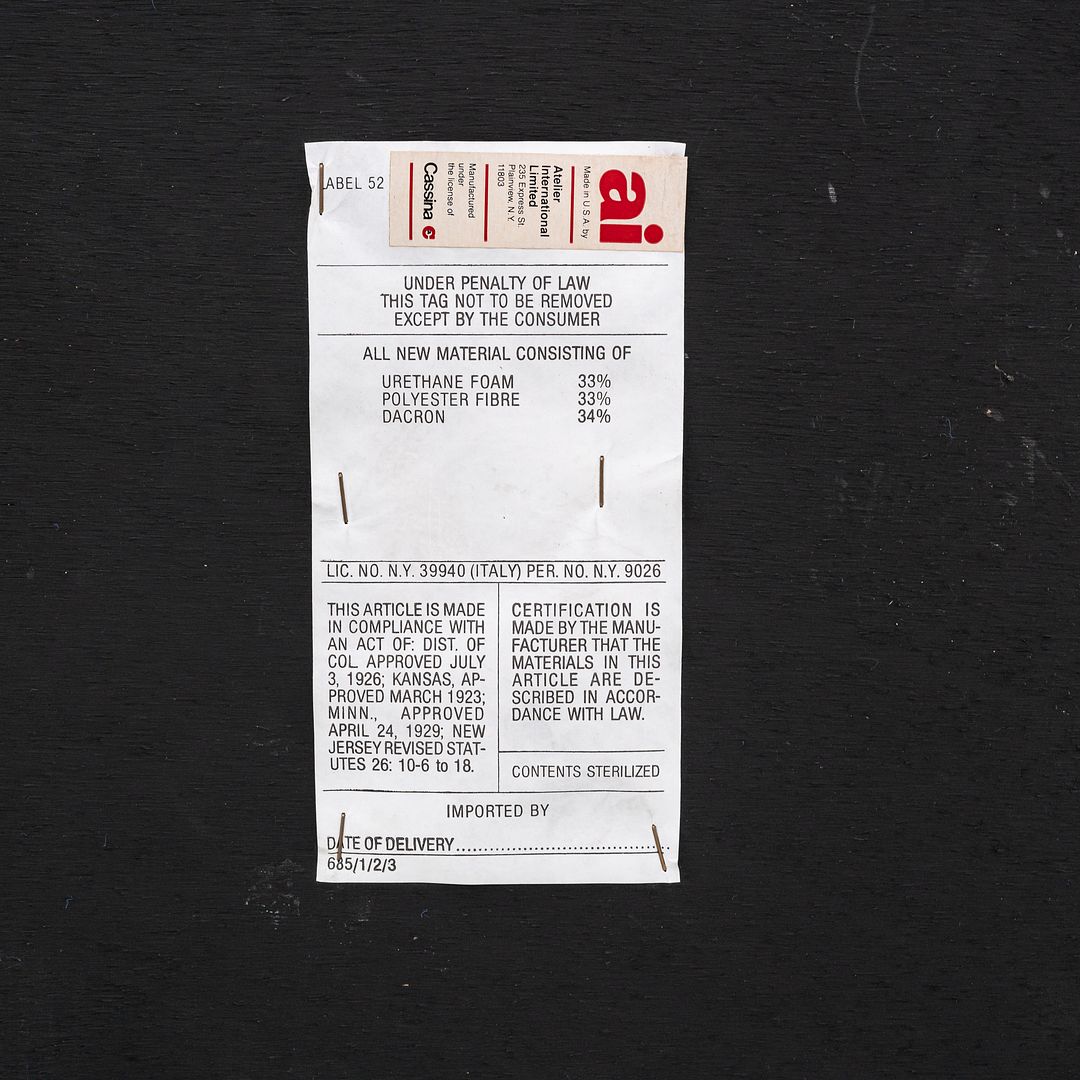 LABEL 52
ai
Made in U.S.A. by
Atelier
International
Limited
235 Express St.
Plainview, N.Y.
11803
Manufactured
under
the license of
Cassina
UNDER PENALTY OF LAW
THIS TAG NOT TO BE REMOVED
EXCEPT BY THE CONSUMER
ALL NEW MATERIAL CONSISTING OF
URETHANE FOAM 33%
POLYESTER FIBRE 33%
DACRON 34%
LIC. NO. N.Y. 39940 (ITALY) PER. NO. N.Y. 9026
THIS ARTICLE IS MADE
IN COMPLIANCE WITH
AN ACT OF: DIST. OF
COL. APPROVED JULY
3, 1926; KANSAS, AP-
PROVED MARCH 1923;
MINN., APPROVED
APRIL 24, 1929; NEW
JERSEY REVISED STAT-
UTES 26: 10-6 to 18.
CERTIFICATION IS
MADE BY THE MANU-
FACTURER THAT THE
MATERIALS IN THIS
ARTICLE ARE DE-
SCRIBED IN ACCOR-
DANCE WITH LAW.
CONTENTS STERILIZED
IMPORTED BY
DATE OF DELIVERY........................................
685/1/2/3